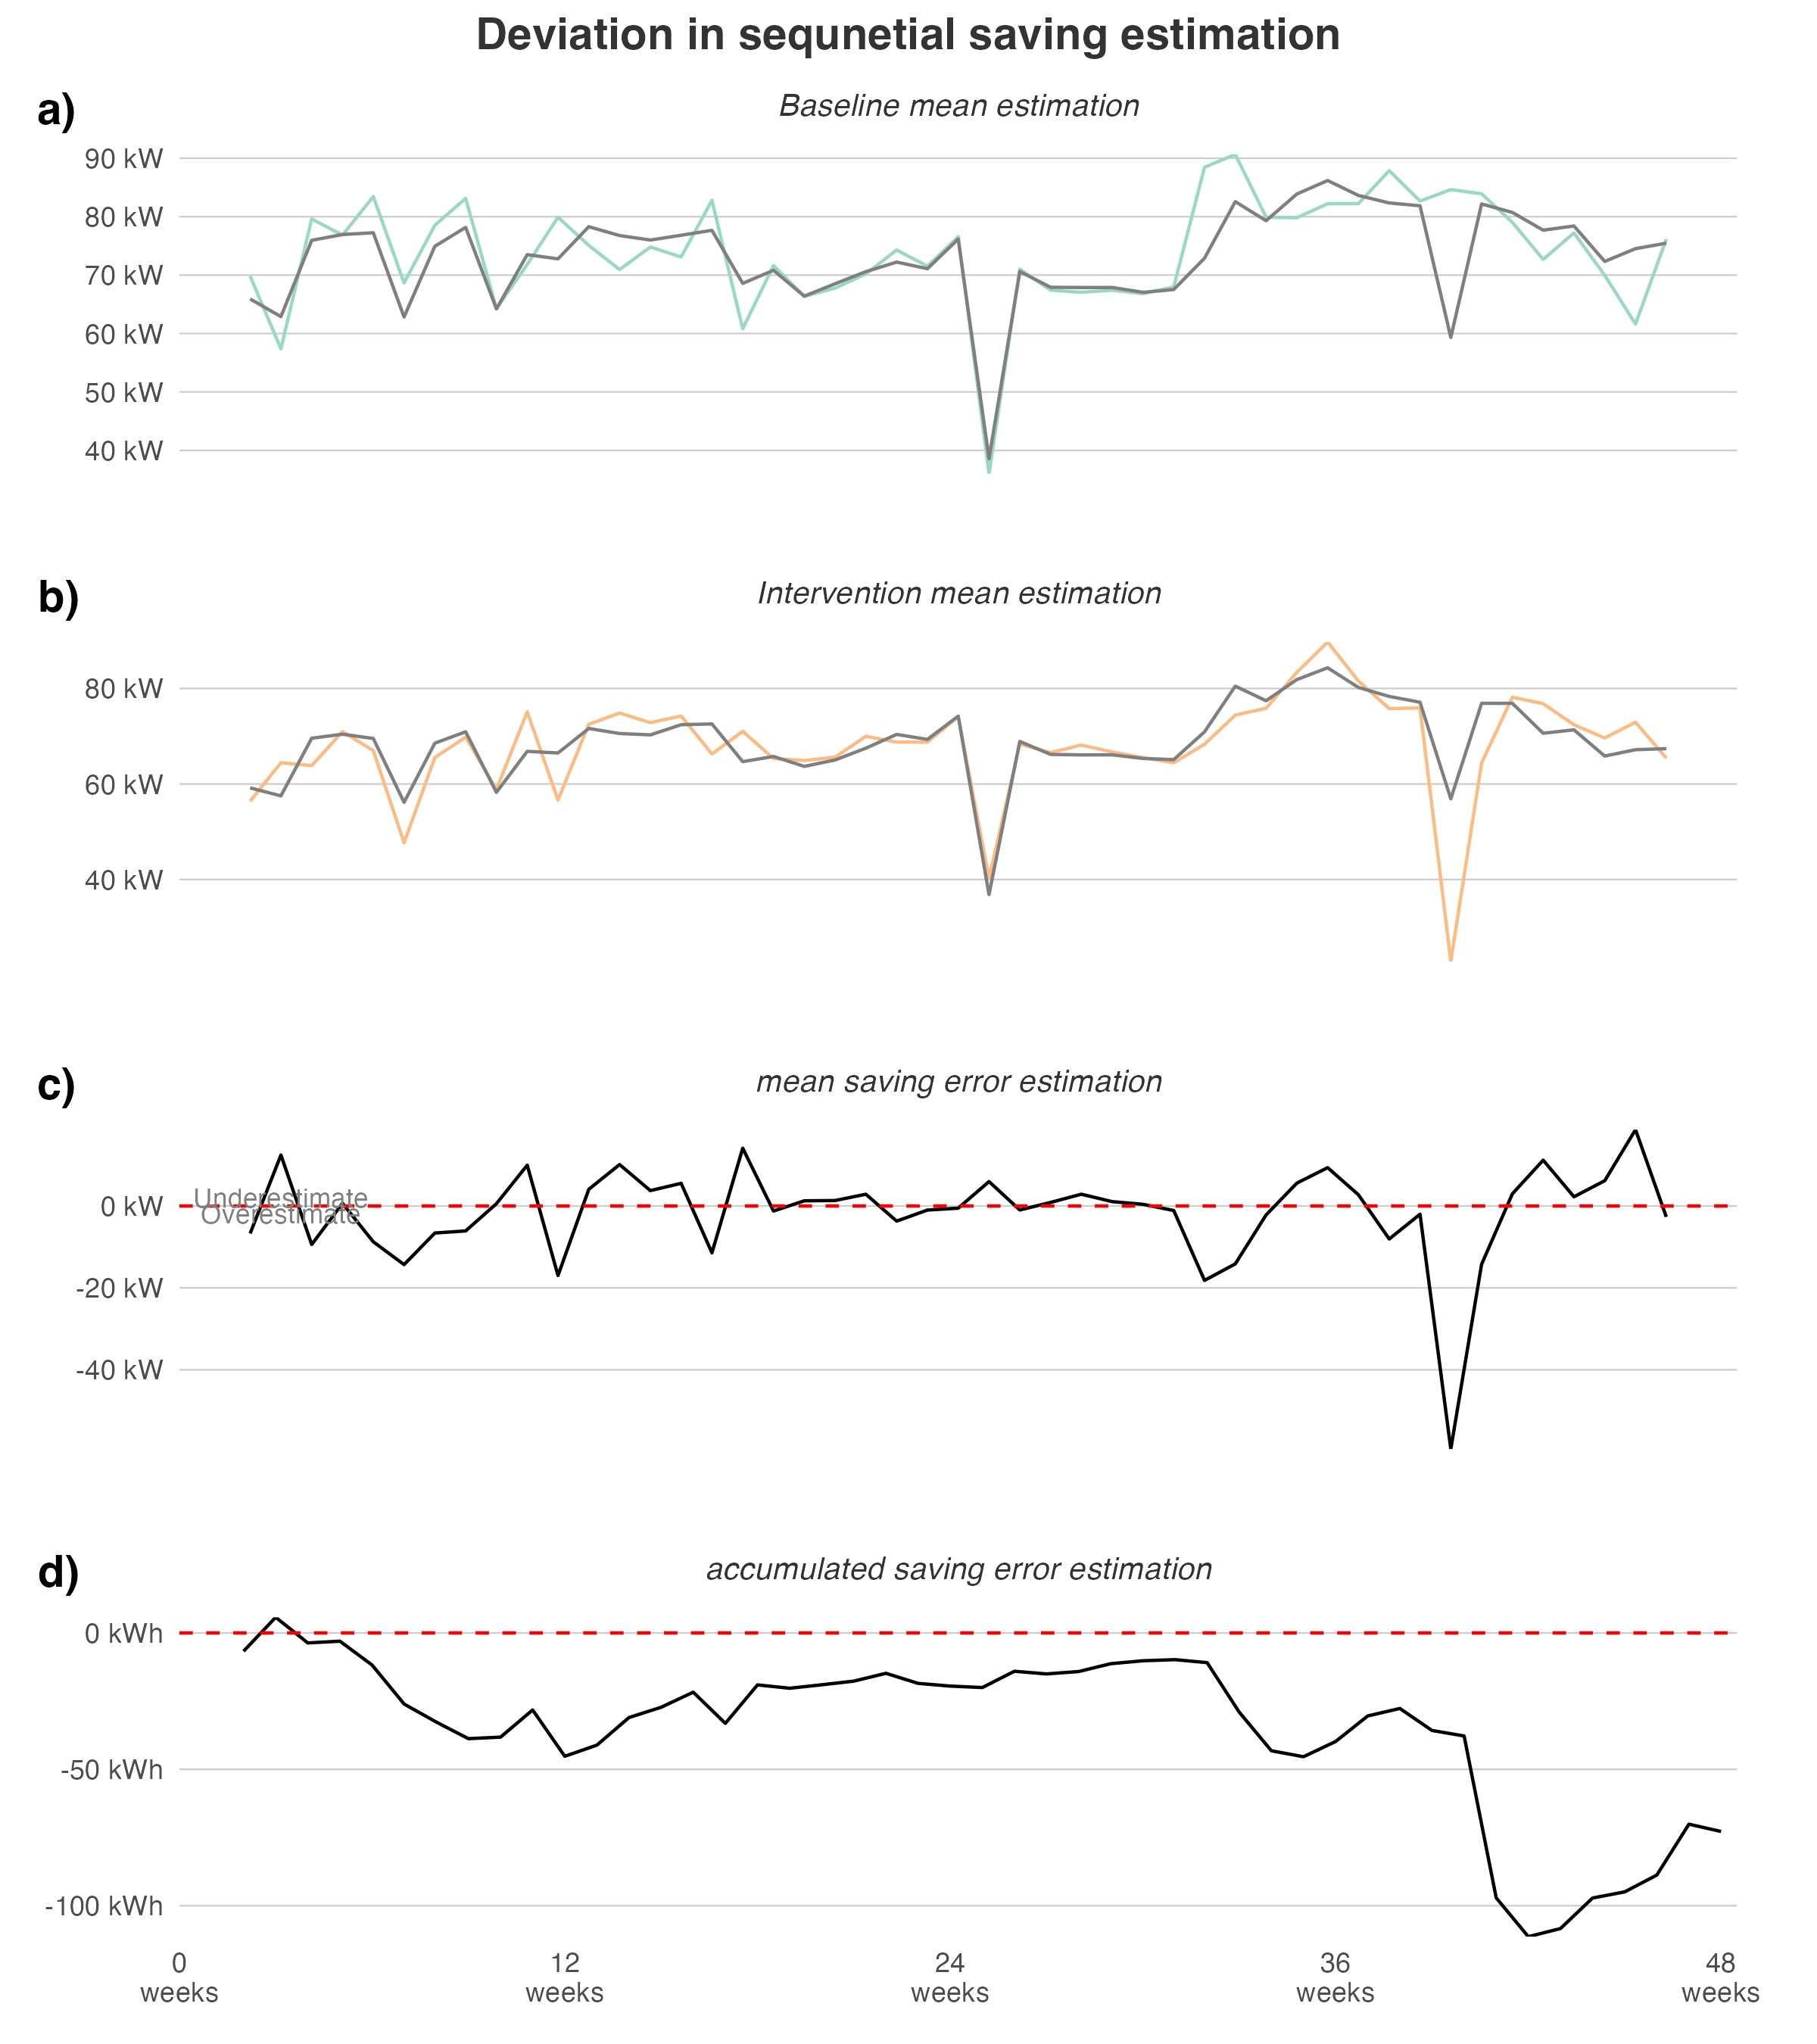 Deviation in sequnetial saving estimation
a)
Baseline mean estimation
90 kW
80 kW
70 kW
60 kW
50 kW
40 kW
b)
Intervention mean estimation
80 kW
60 kW
40 kW
c)
mean saving error estimation
Underestimate
0 kW
Overestimate
-20 kW
-40 kW
d)
accumulated saving error estimation
0 kWh
-50 kWh
-100 kWh
0 12 24 36 48
weeks weeks weeks weeks weeks